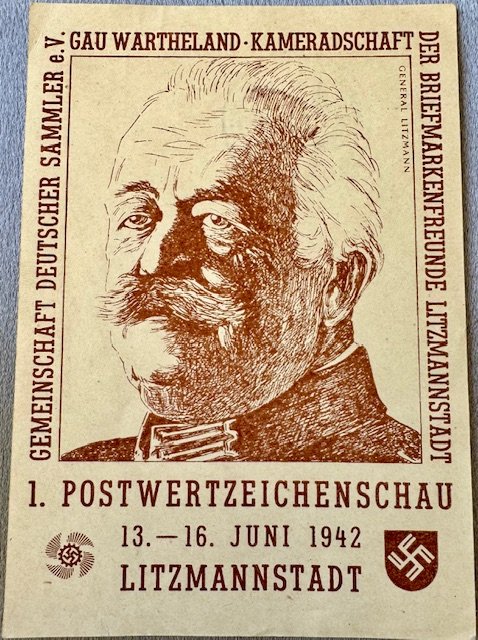 GEMEINSCHAFT DEUTSCHER SAMMLER e.V.
GAU WARTHELAND · KAMERADSCHAFT
DER BRIEFMARKENFREUNDE LITZMANNSTADT
GENERAL LITZMANN
1. POSTWERTZEICHENSCHAU
13.—16. JUNI 1942
LITZMANNSTADT